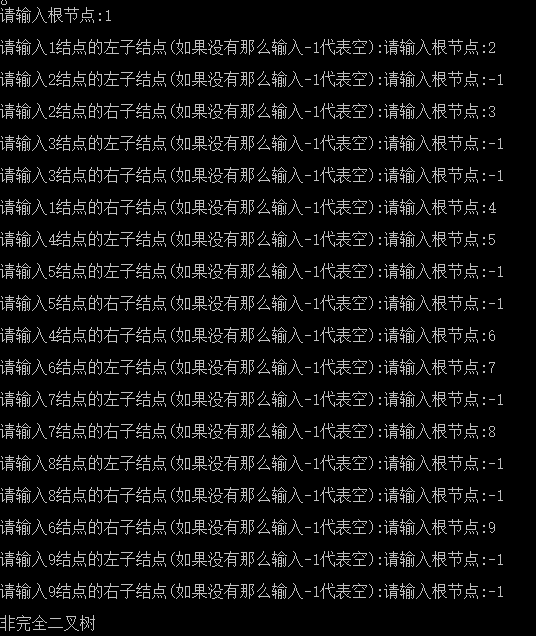 请输入根节点:1
请输入1结点的左子结点(如果没有那么输入-1代表空):请输入根节点:2
请输入2结点的左子结点(如果没有那么输入-1代表空):请输入根节点:-1
请输入2结点的右子结点(如果没有那么输入-1代表空):请输入根节点:3
请输入3结点的左子结点(如果没有那么输入-1代表空):请输入根节点:-1
请输入3结点的右子结点(如果没有那么输入-1代表空):请输入根节点:-1
请输入1结点的右子结点(如果没有那么输入-1代表空):请输入根节点:4
请输入4结点的左子结点(如果没有那么输入-1代表空):请输入根节点:5
请输入5结点的左子结点(如果没有那么输入-1代表空):请输入根节点:-1
请输入5结点的右子结点(如果没有那么输入-1代表空):请输入根节点:-1
请输入4结点的右子结点(如果没有那么输入-1代表空):请输入根节点:6
请输入6结点的左子结点(如果没有那么输入-1代表空):请输入根节点:7
请输入7结点的左子结点(如果没有那么输入-1代表空):请输入根节点:-1
请输入7结点的右子结点(如果没有那么输入-1代表空):请输入根节点:8
请输入8结点的左子结点(如果没有那么输入-1代表空):请输入根节点:-1
请输入8结点的右子结点(如果没有那么输入-1代表空):请输入根节点:-1
请输入6结点的右子结点(如果没有那么输入-1代表空):请输入根节点:9
请输入9结点的左子结点(如果没有那么输入-1代表空):请输入根节点:-1
请输入9结点的右子结点(如果没有那么输入-1代表空):请输入根节点:-1
非完全二叉树